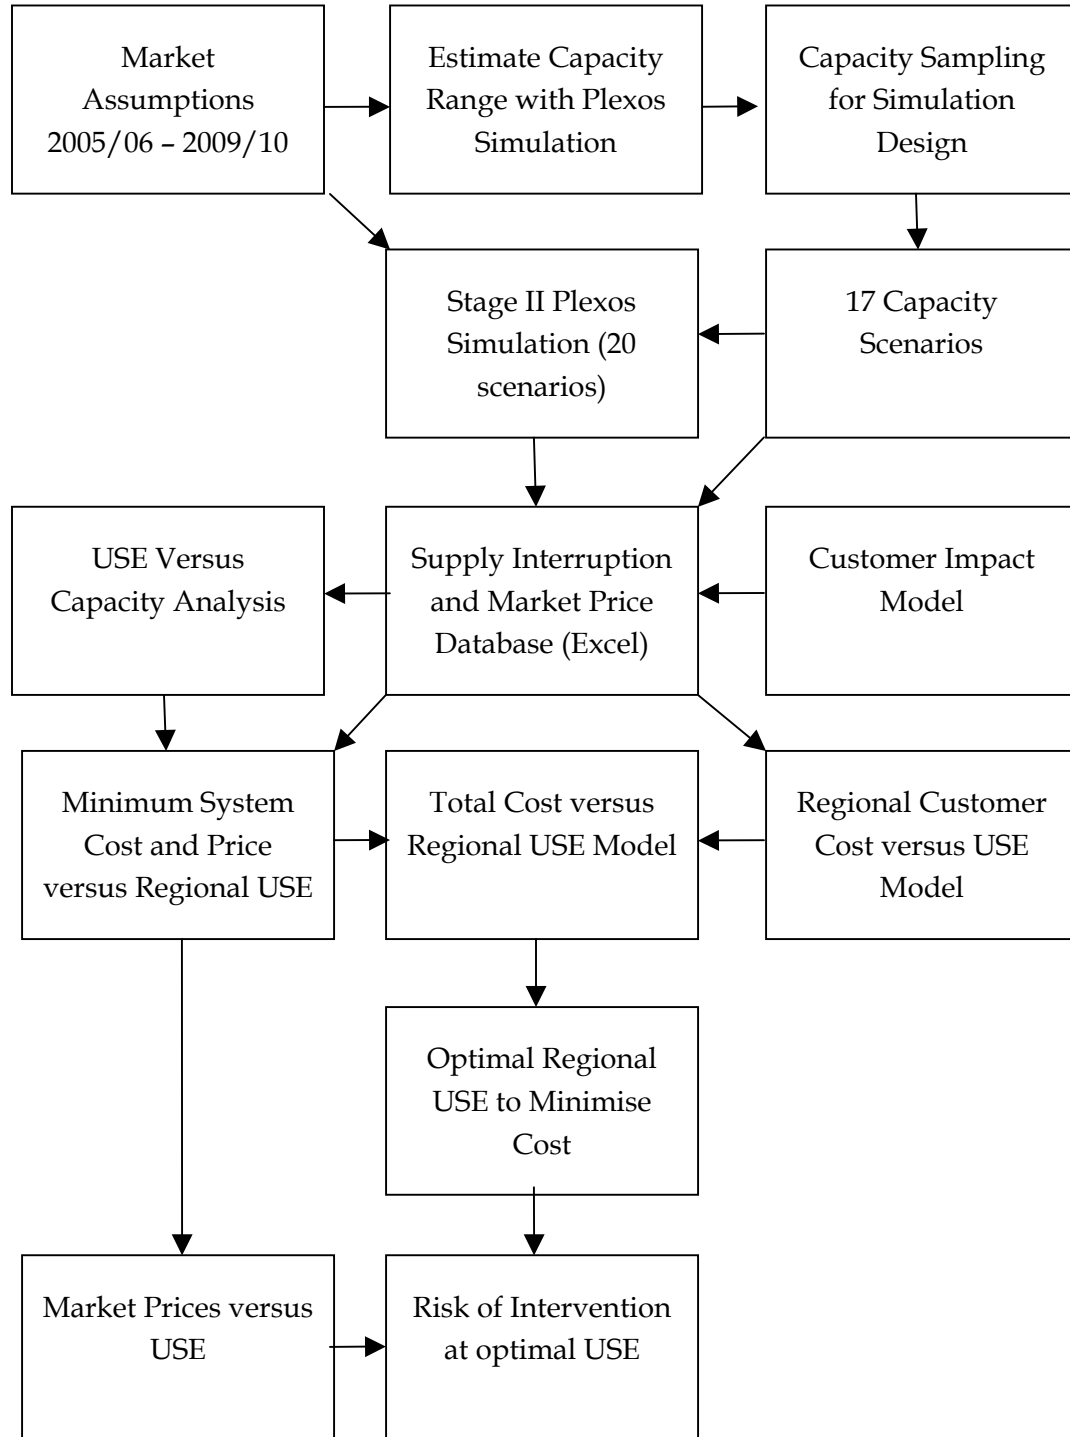 Market
Assumptions
2005/06 – 2009/10
Estimate Capacity
Range with Plexos
Simulation
Capacity Sampling
for Simulation
Design
Stage II Plexos
Simulation (20
scenarios)
17 Capacity
Scenarios
USE Versus
Capacity Analysis
Supply Interruption
and Market Price
Database (Excel)
Customer Impact
Model
Minimum System
Cost and Price
versus Regional USE
Total Cost versus
Regional USE Model
Regional Customer
Cost versus USE
Model
Optimal Regional
USE to Minimise
Cost
Market Prices versus
USE
Risk of Intervention
at optimal USE